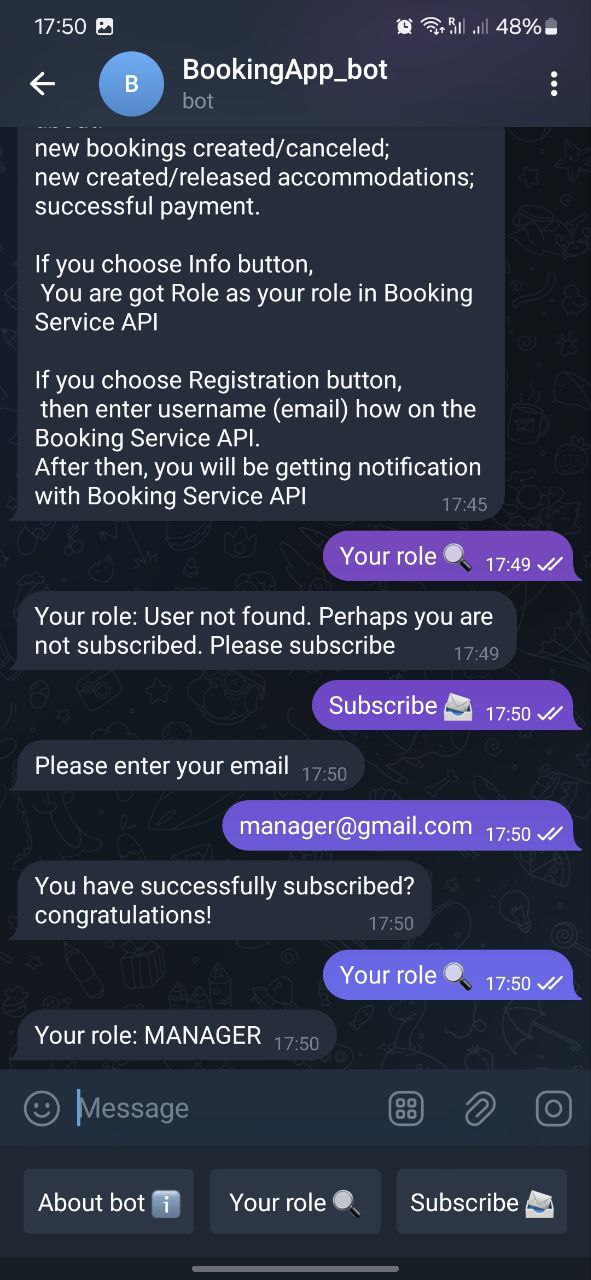 17:50
48%
B
BookingApp_bot
bot
new bookings created/canceled;
new created/released accommodations;
successful payment.
If you choose Info button,
You are got Role as your role in Booking
Service API
If you choose Registration button,
then enter username (email) how on the
Booking Service API.
After then, you will be getting notification
with Booking Service API
17:45
Your role 🔍 17:49
Your role: User not found. Perhaps you are
not subscribed. Please subscribe 17:49
Subscribe 📨 17:50
Please enter your email 17:50
manager@gmail.com 17:50
You have successfully subscribed?
congratulations! 17:50
Your role 🔍 17:50
Your role: MANAGER 17:50
Message
About bot ℹ️
Your role 🔍
Subscribe 📨